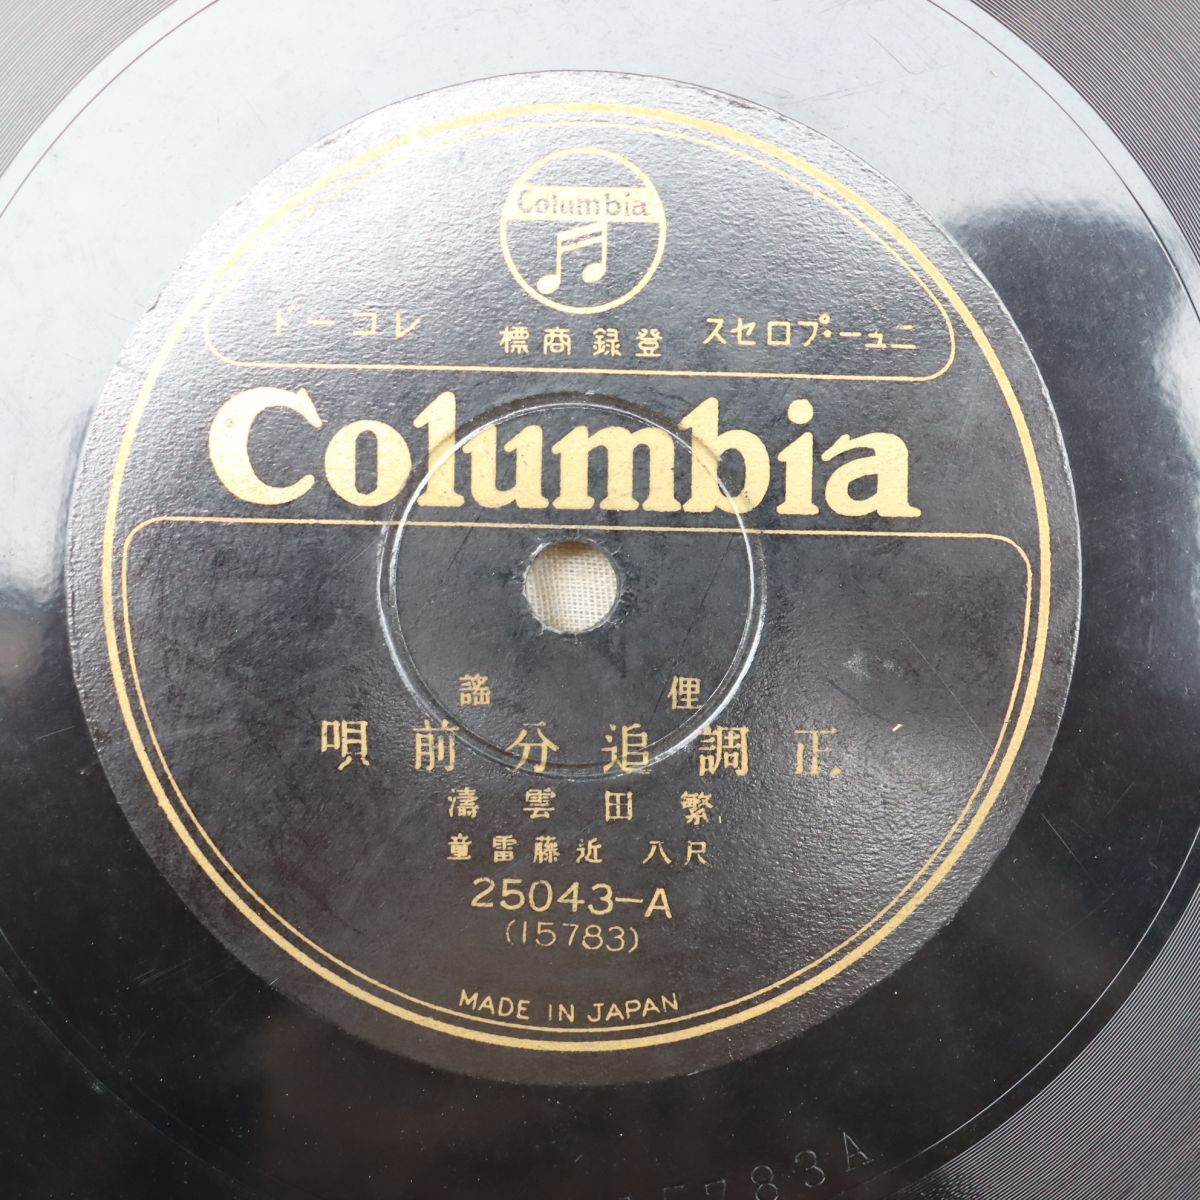 Columbia
ニュー・プロセス 登録商標 レコード
Columbia
俚謠
正調追分前唄
繁田雲濤
尺八 近藤雷童
25043-A
(15783)
MADE IN JAPAN
5783A